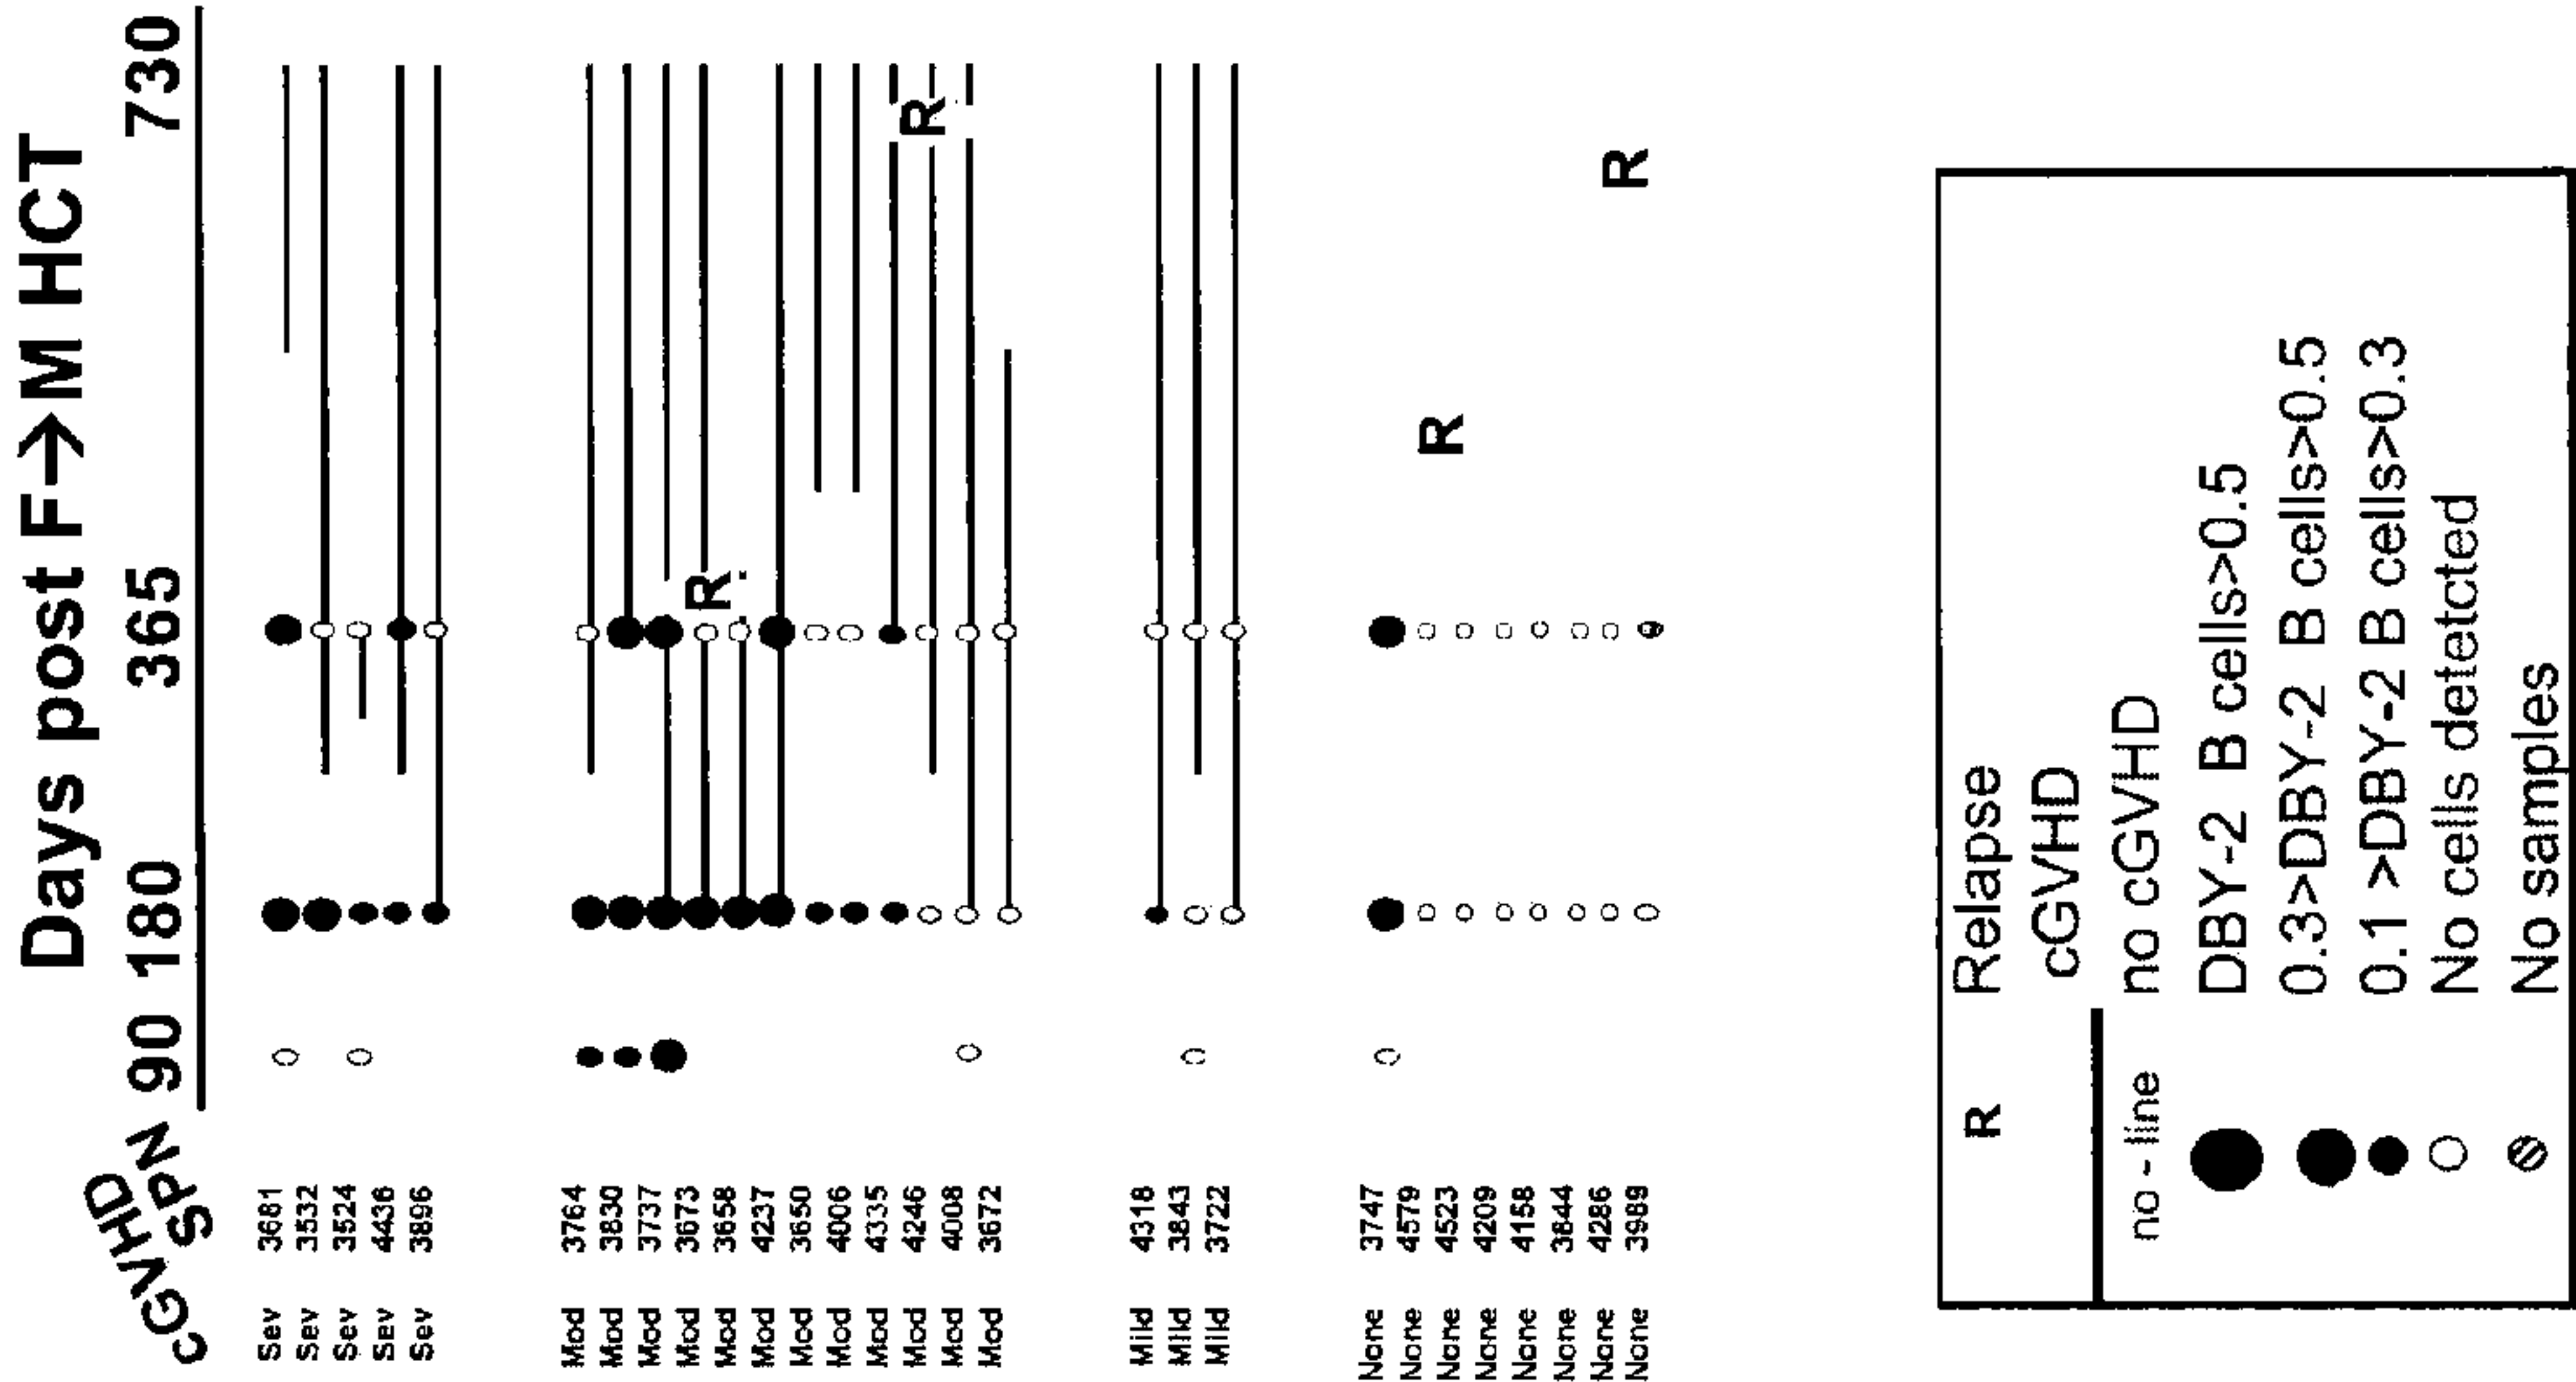 Days post F→M HCT
cGVHD
SPN 90 180 365 730
Sev 3681
Sev 3532
Sev 3524
Sev 4436
Sev 3896
Mod 3764
Mod 3830
Mod 3737
Mod 3673
R
Mod 3658
Mod 4237
Mod 3650
Mod 4006
Mod 4335
Mod 4246 R
Mod 4008
Mod 3672
Mild 4318
Mild 3843
Mild 3722
None 3747
None 4579 R
None 4523
None 4209
None 4158
None 3844
None 4286
None 3989 R
R Relapse
cGVHD
no - line no cGVHD
DBY-2 B cells>0.5
0.3>DBY-2 B cells>0.5
0.1 >DBY-2 B cells>0.3
No cells detetcted
No samples